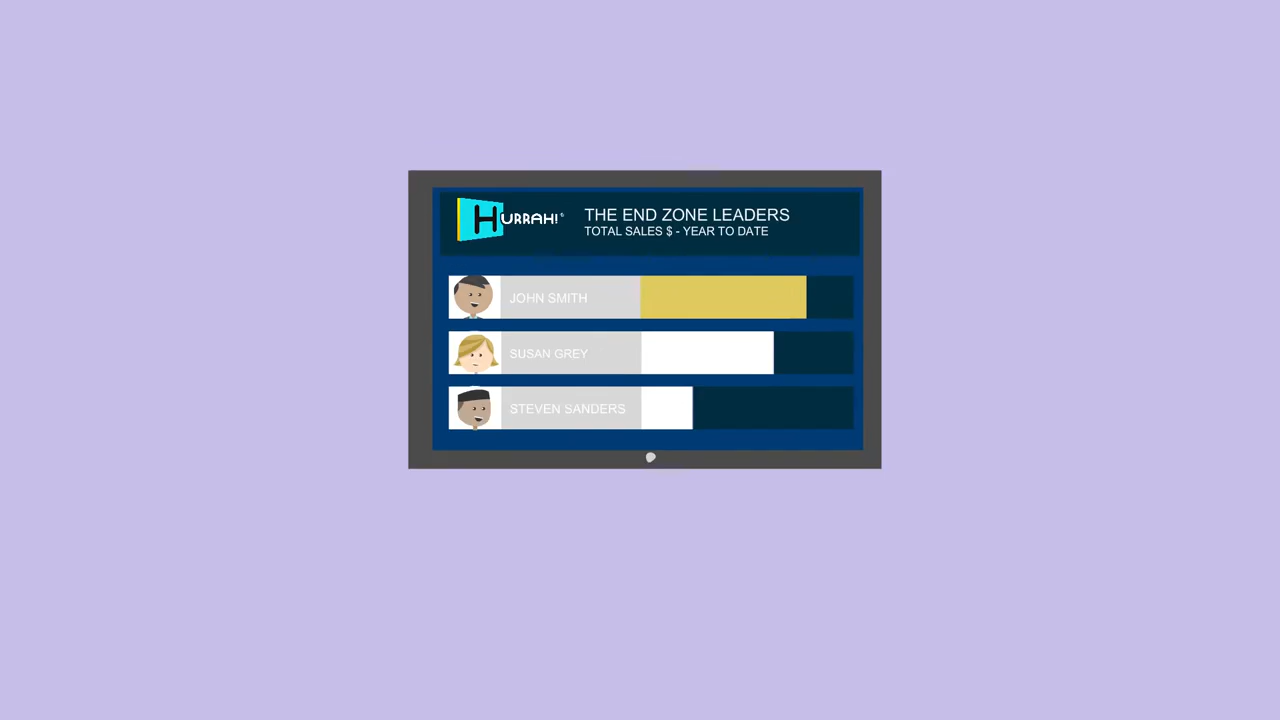 HURRAH!
THE END ZONE LEADERS
TOTAL SALES $ - YEAR TO DATE
JOHN SMITH
SUSAN GREY
STEVEN SANDERS